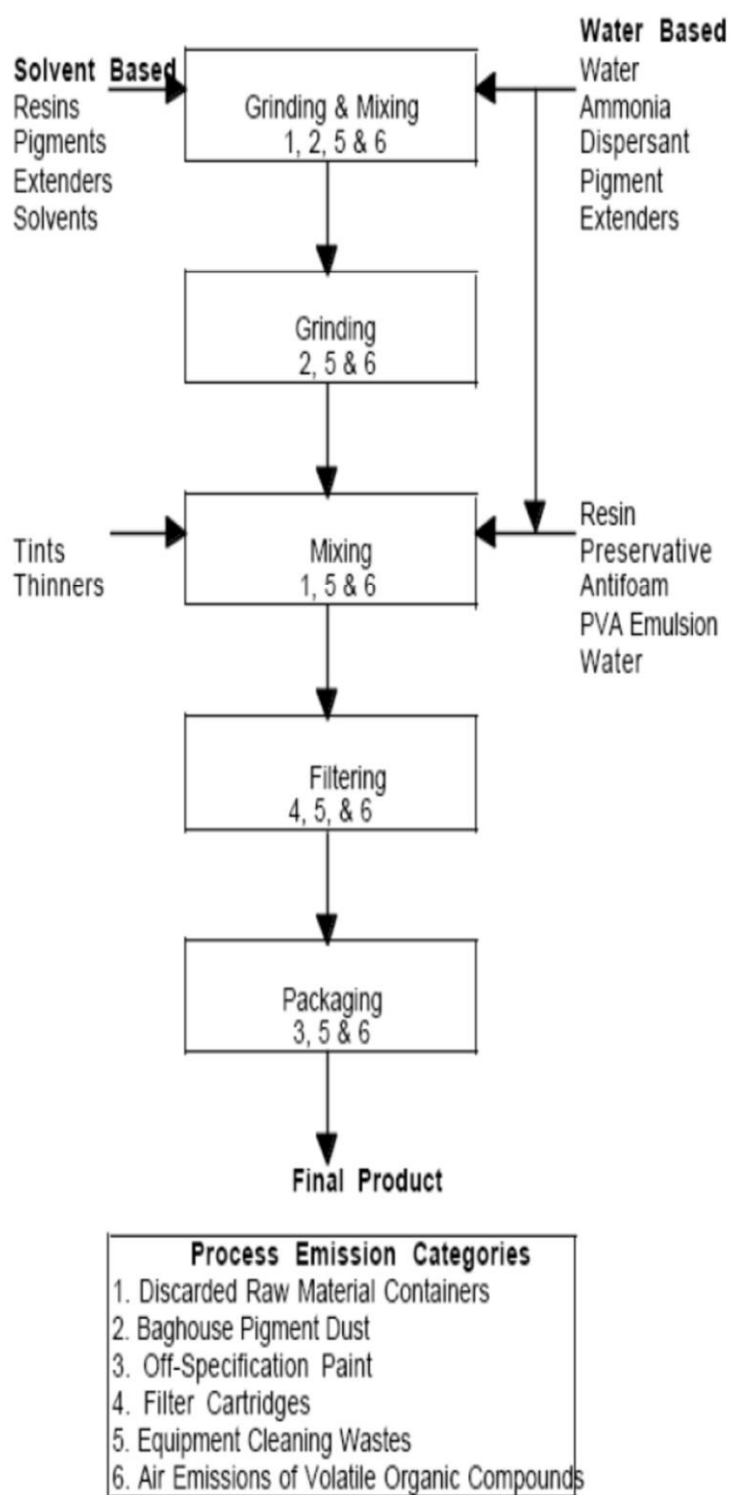 Solvent Based
Resins
Pigments
Extenders
Solvents
Water Based
Water
Ammonia
Dispersant
Pigment
Extenders
Grinding & Mixing
1, 2, 5 & 6
Grinding
2, 5 & 6
Tints
Thinners
Mixing
1, 5 & 6
Resin
Preservative
Antifoam
PVA Emulsion
Water
Filtering
4, 5, & 6
Packaging
3, 5 & 6
Final Product
Process Emission Categories
1. Discarded Raw Material Containers
2. Baghouse Pigment Dust
3. Off-Specification Paint
4. Filter Cartridges
5. Equipment Cleaning Wastes
6. Air Emissions of Volatile Organic Compounds